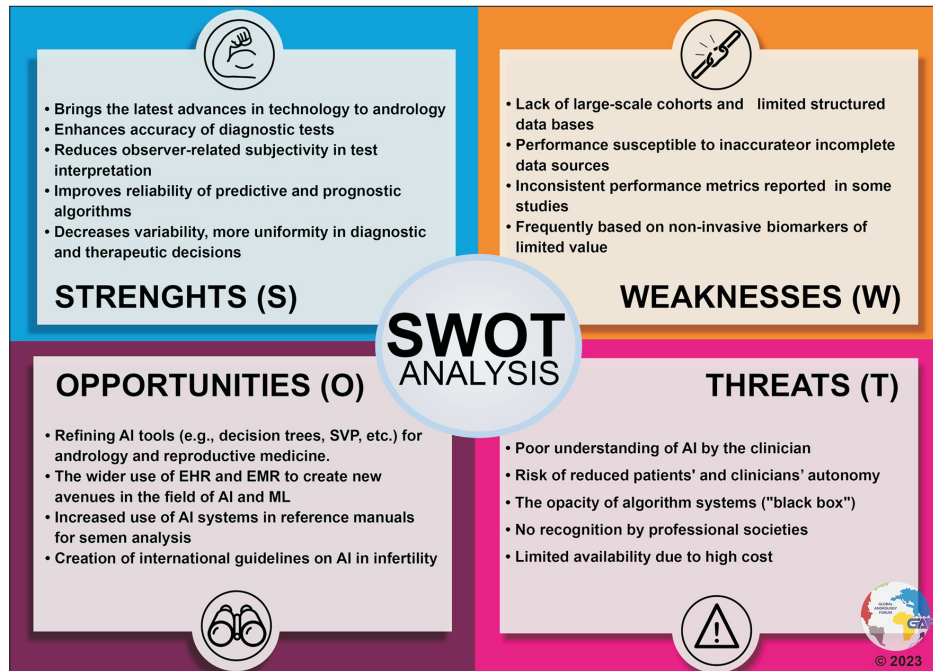 • Brings the latest advances in technology to andrology
• Enhances accuracy of diagnostic tests
• Reduces observer-related subjectivity in test
interpretation
• Improves reliability of predictive and prognostic
algorithms
• Decreases variability, more uniformity in diagnostic
and therapeutic decisions
STRENGHTS (S)
• Lack of large-scale cohorts and limited structured
data bases
• Performance susceptible to inaccurateor incomplete
data sources
• Inconsistent performance metrics reported in some
studies
• Frequently based on non-invasive biomarkers of
limited value
WEAKNESSES (W)
SWOT
ANALYSIS
OPPORTUNITIES (O)
• Refining AI tools (e.g., decision trees, SVP, etc.) for
andrology and reproductive medicine.
• The wider use of EHR and EMR to create new
avenues in the field of AI and ML
• Increased use of AI systems in reference manuals
for semen analysis
• Creation of international guidelines on AI in infertility
THREATS (T)
• Poor understanding of AI by the clinician
• Risk of reduced patients' and clinicians’ autonomy
• The opacity of algorithm systems ("black box")
• No recognition by professional societies
• Limited availability due to high cost
GLOBAL
ANDROLOGY
FORUM
© 2023